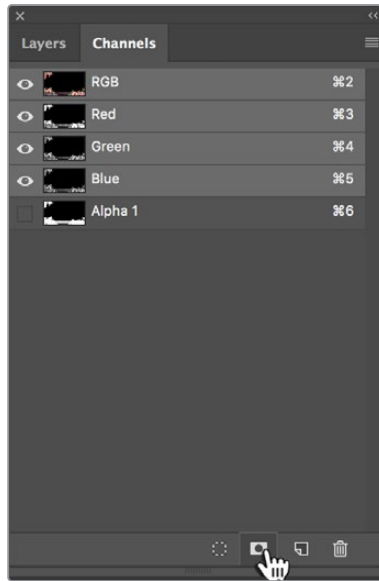 Layers Channels
RGB ⌘2
Red ⌘3
Green ⌘4
Blue ⌘5
Alpha 1 ⌘6